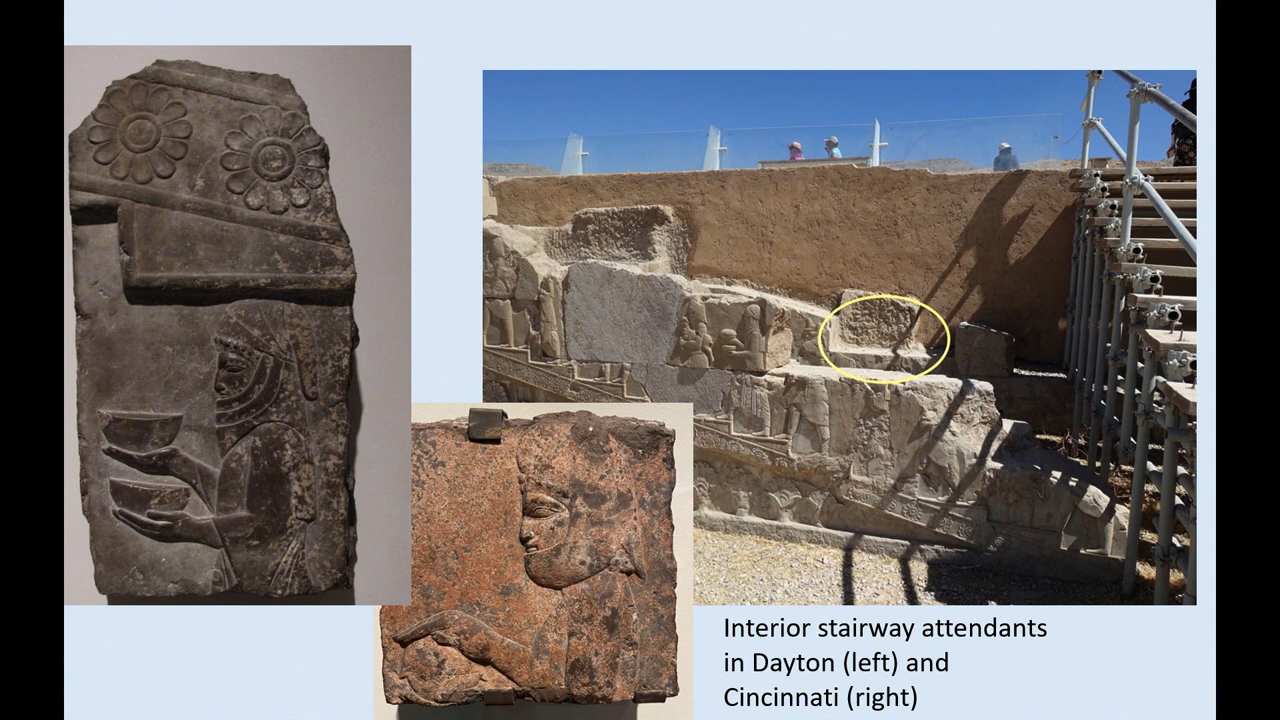 Interior stairway attendants
in Dayton (left) and
Cincinnati (right)